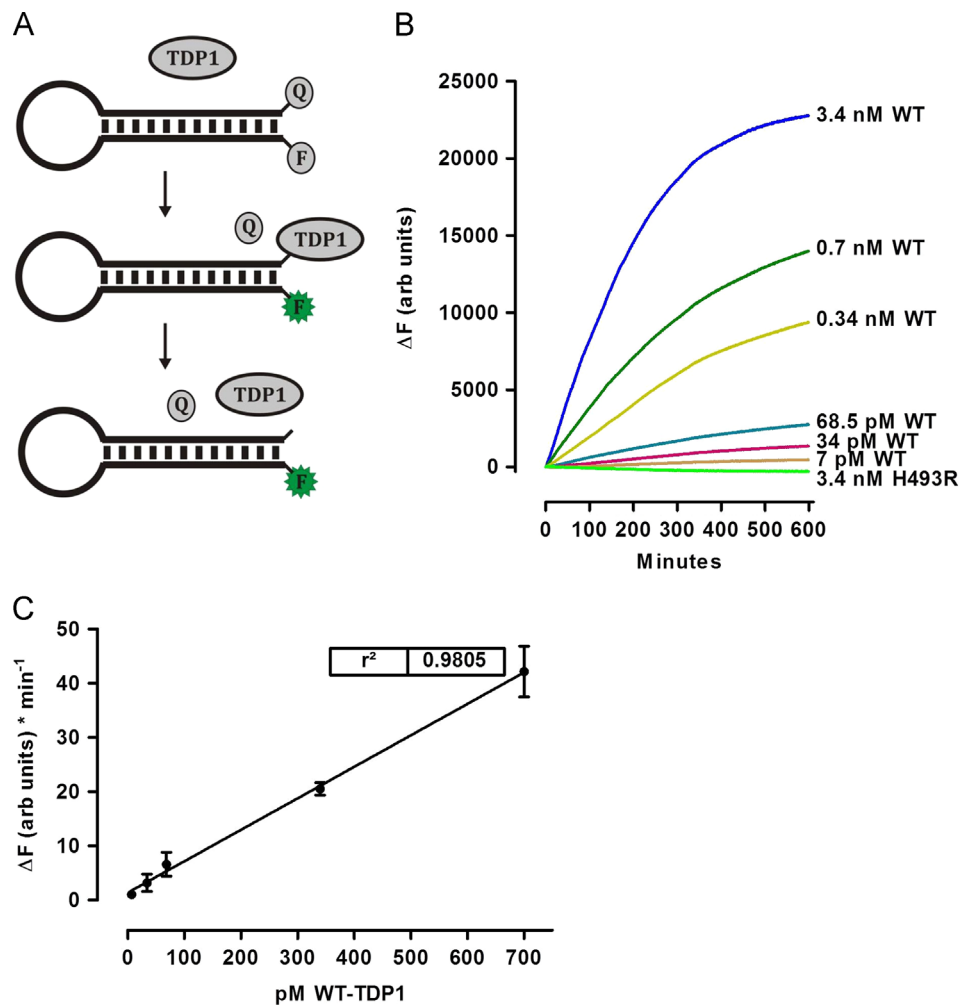 A
TDP1
Q
F
Q
TDP1
F
Q
TDP1
F
B
ΔF (arb units)
25000
20000
15000
10000
5000
0
3.4 nM WT
0.7 nM WT
0.34 nM WT
68.5 pM WT
34 pM WT
7 pM WT
3.4 nM H493R
0 100 200 300 400 500 600
Minutes
C
ΔF (arb units) * min⁻¹
50
40
30
20
10
0
r² 0.9805
0 100 200 300 400 500 600 700
pM WT-TDP1